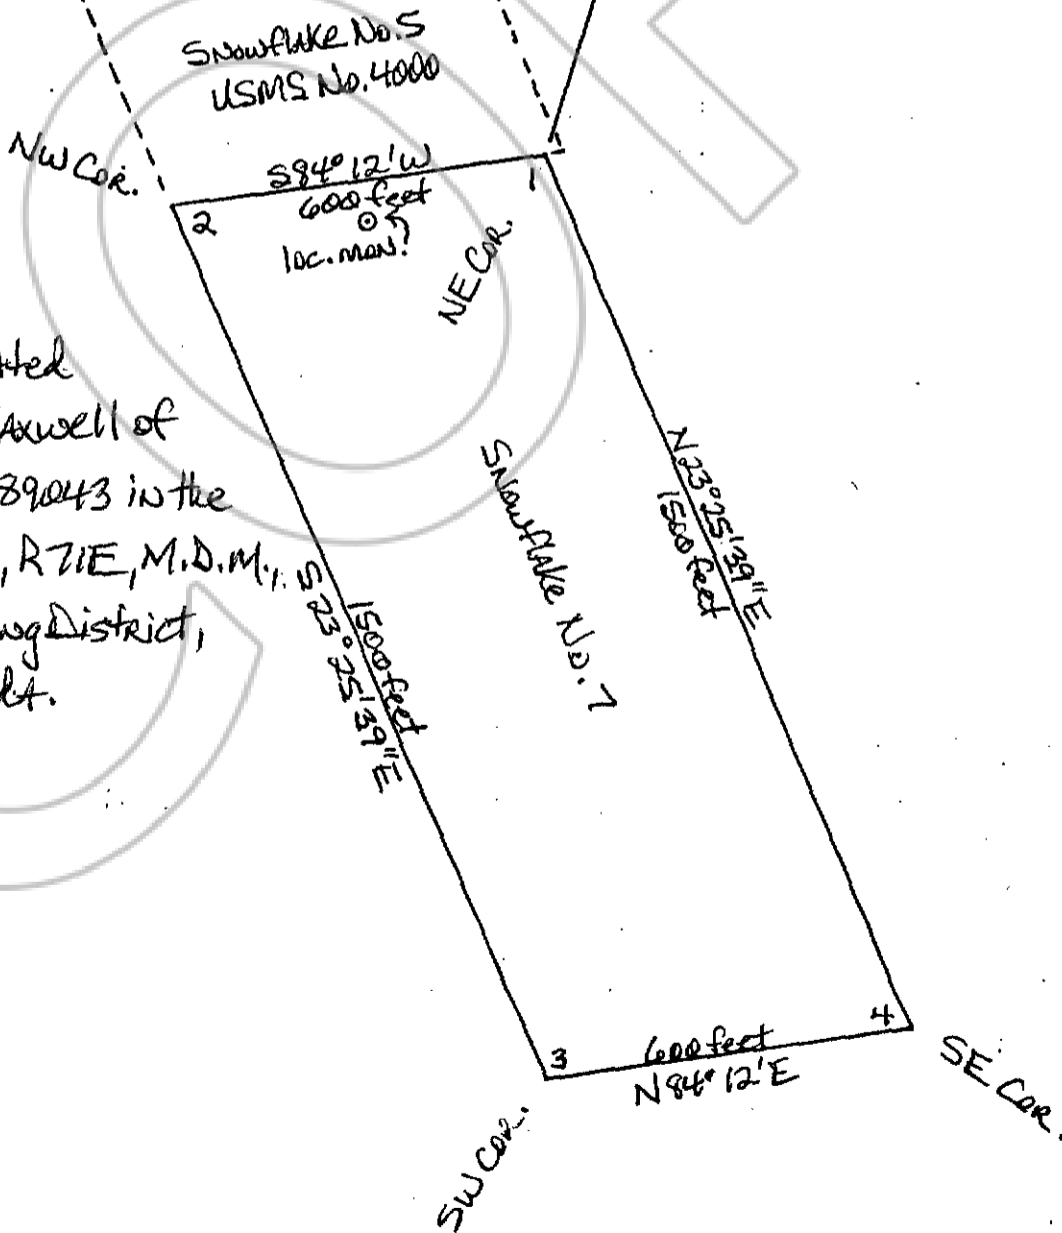 Snowflake No.5
USMS No.4000
NW Cor.
S84°12'W
600 feet
1
2
loc. mon.
NE Cor.
Maxwell of
89043 in the
, R71E, M.D.M.,
District,
Snowflake No. 7
N23°25'39"E
1500 feet
1500 feet
S23°25'39"E
3
4
600 feet
N84°12'E
SW Cor.
SE Cor.